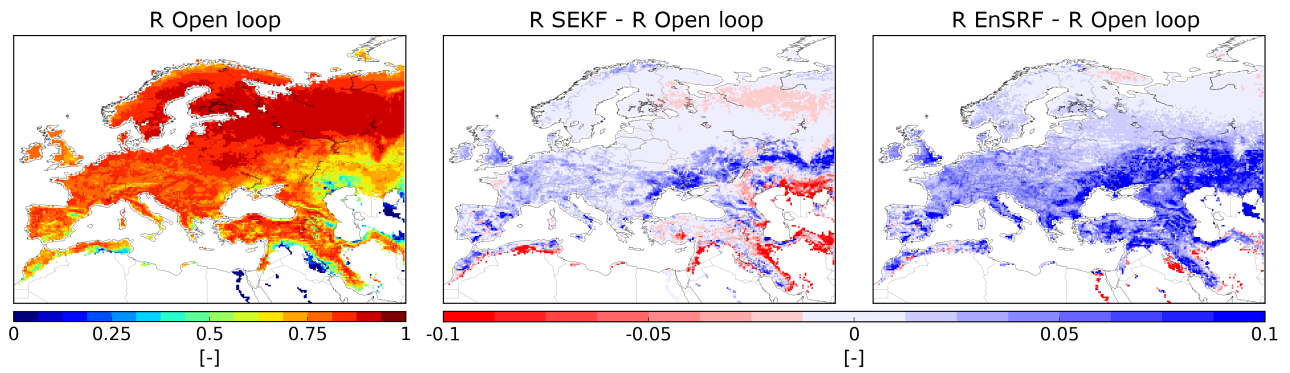 R Open loop
R SEKF - R Open loop
R EnSRF - R Open loop
0 0.25 0.5 0.75 1
[-]
-0.1 -0.05 0 0.05 0.1
[-]